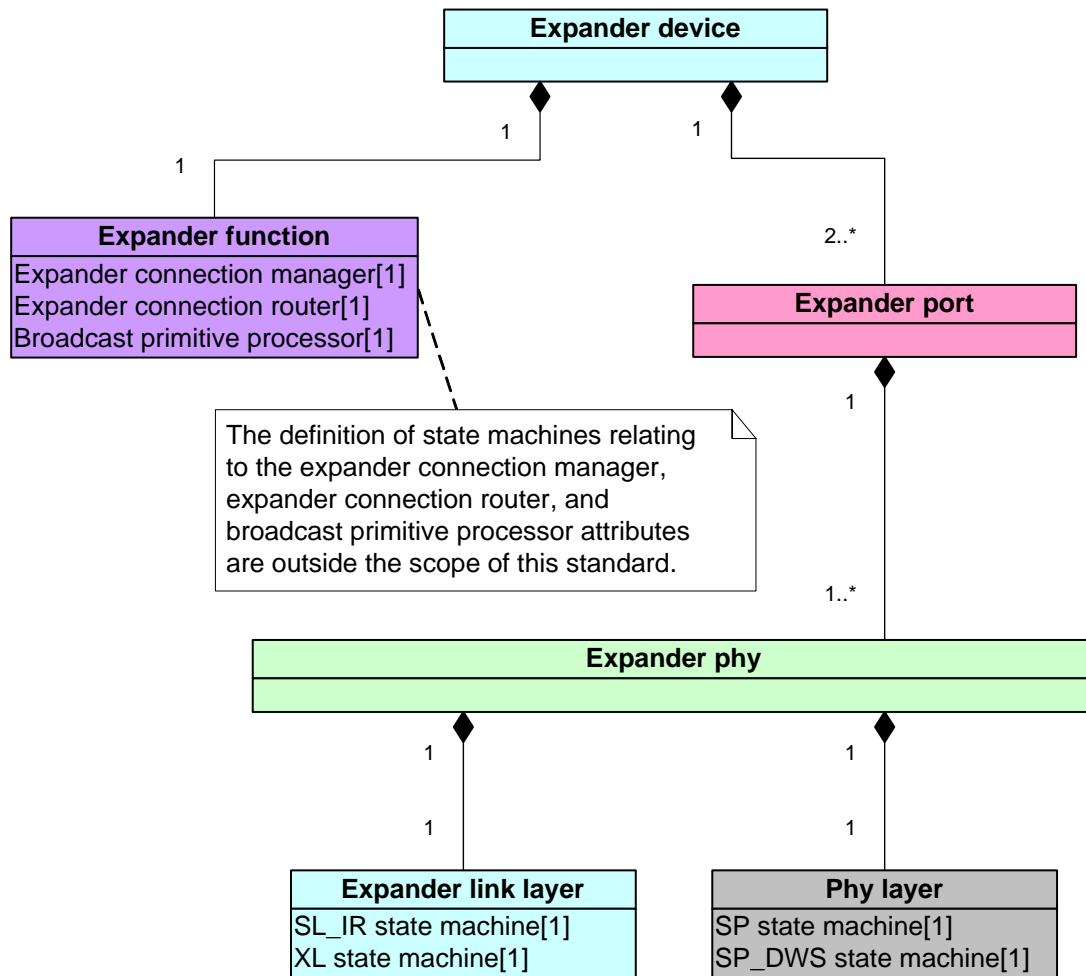 Expander device
1
1
1
1
Expander function
Expander connection manager[1]
Expander connection router[1]
Broadcast primitive processor[1]
2..*
Expander port
1
The definition of state machines relating
to the expander connection manager,
expander connection router, and
broadcast primitive processor attributes
are outside the scope of this standard.
1..*
Expander phy
1
1
1
1
Expander link layer
SL_IR state machine[1]
XL state machine[1]
Phy layer
SP state machine[1]
SP_DWS state machine[1]